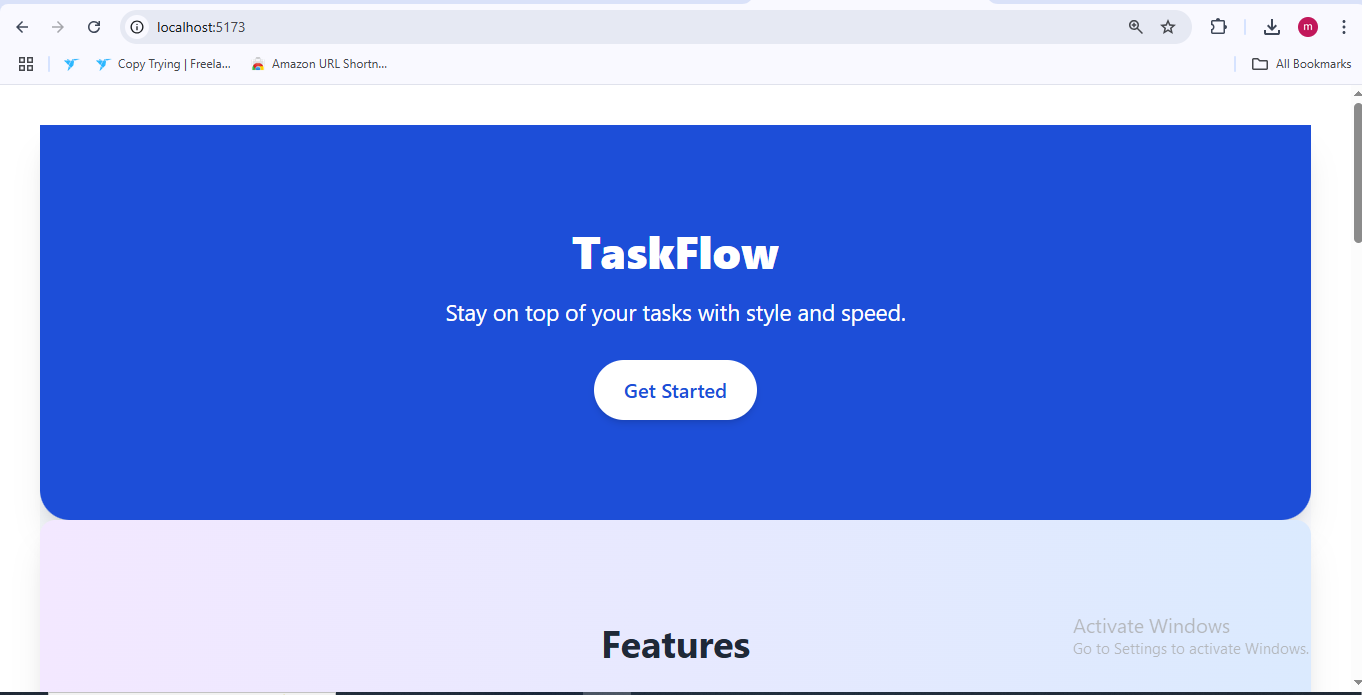 localhost:5173
m
Copy Trying | Freela...
Amazon URL Shortn...
All Bookmarks
TaskFlow
Stay on top of your tasks with style and speed.
Get Started
Features
Activate Windows
Go to Settings to activate Windows.